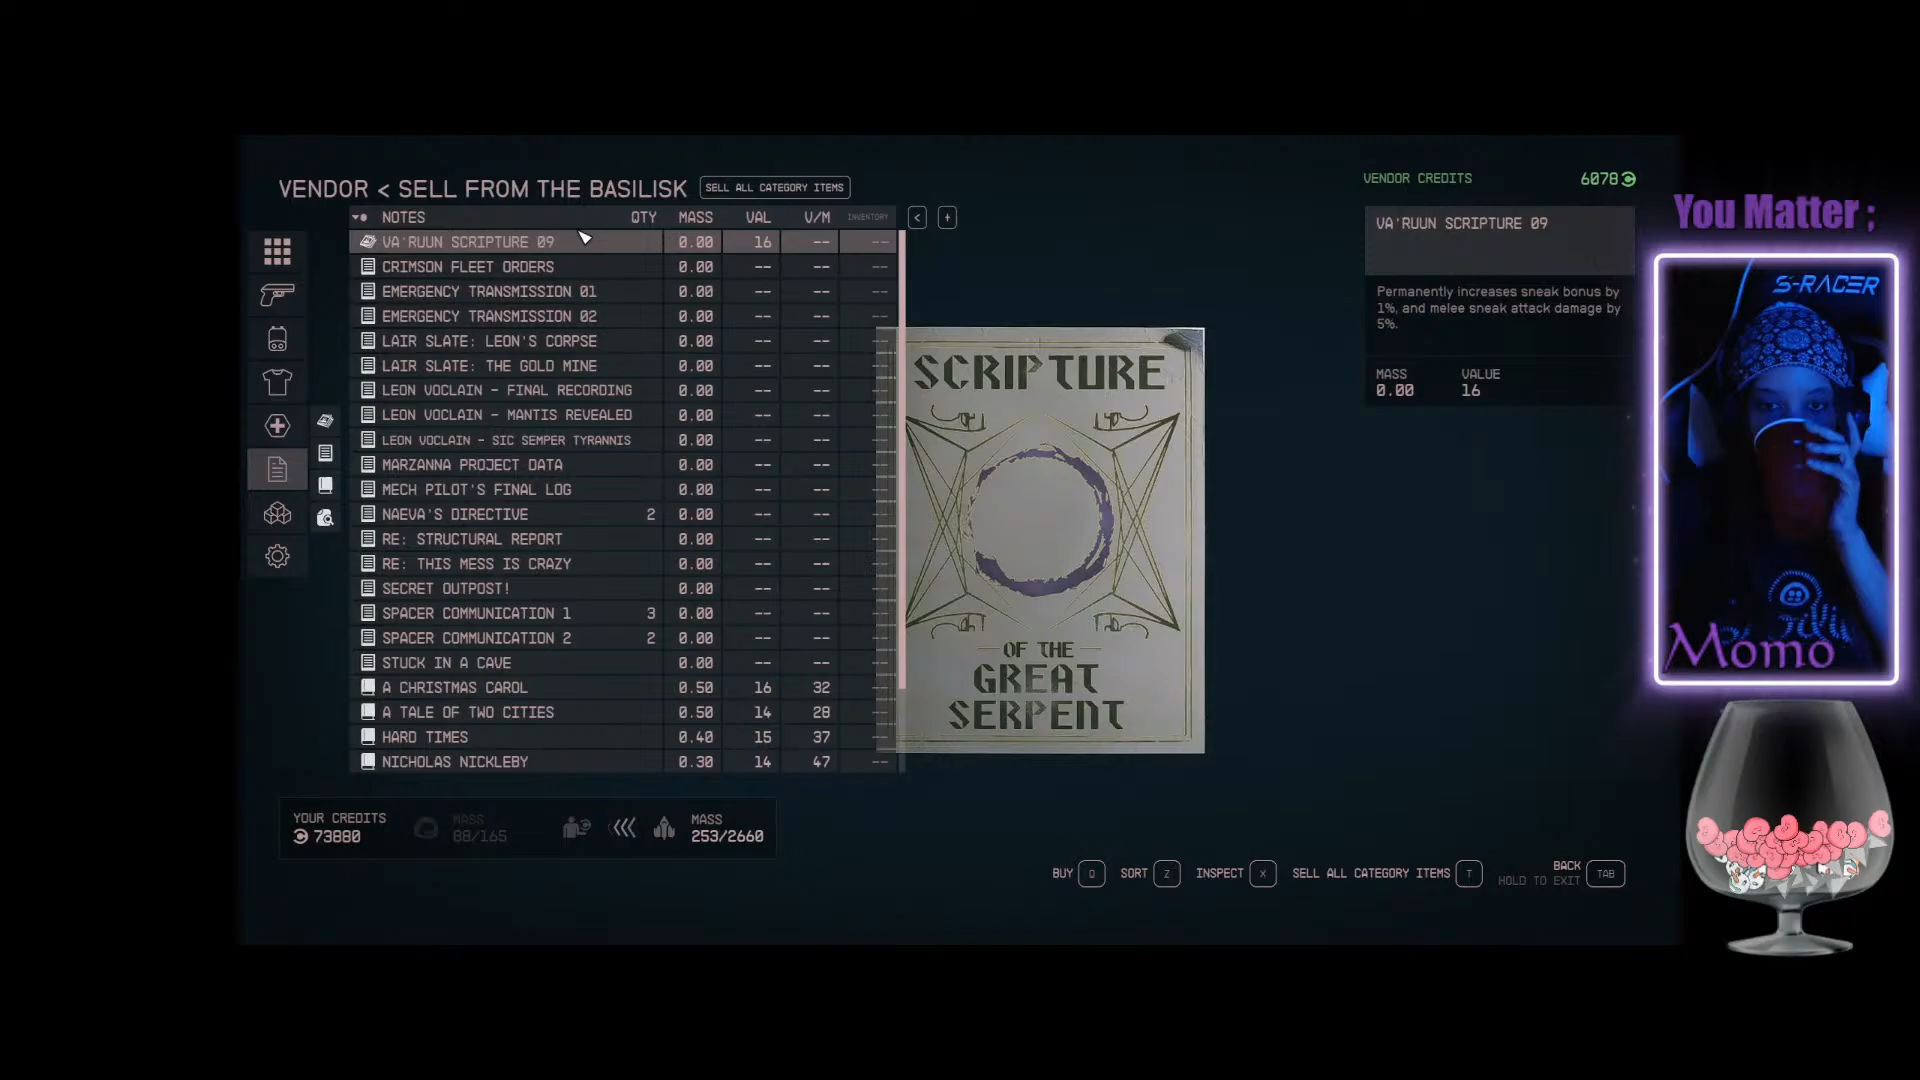 VENDOR < SELL FROM THE BASILISK
SELL ALL CATEGORY ITEMS
VENDOR CREDITS 6078
NOTES QTY MASS VAL V/M INVENTORY < +
VA'RUUN SCRIPTURE 09 0.00 16 -- --
CRIMSON FLEET ORDERS 0.00 -- -- --
EMERGENCY TRANSMISSION 01 0.00 -- -- --
EMERGENCY TRANSMISSION 02 0.00 -- -- --
LAIR SLATE: LEON'S CORPSE 0.00 -- -- --
LAIR SLATE: THE GOLD MINE 0.00 -- -- --
LEON VOCLAIN - FINAL RECORDING 0.00 -- -- --
LEON VOCLAIN - MANTIS REVEALED 0.00 -- -- --
LEON VOCLAIN - SIC SEMPER TYRANNIS 0.00 -- -- --
MARZANNA PROJECT DATA 0.00 -- -- --
MECH PILOT'S FINAL LOG 0.00 -- -- --
NAEVA'S DIRECTIVE 2 0.00 -- -- --
RE: STRUCTURAL REPORT 0.00 -- -- --
RE: THIS MESS IS CRAZY 0.00 -- -- --
SECRET OUTPOST! 0.00 -- -- --
SPACER COMMUNICATION 1 3 0.00 -- -- --
SPACER COMMUNICATION 2 2 0.00 -- -- --
STUCK IN A CAVE 0.00 -- -- --
A CHRISTMAS CAROL 0.50 16 32 --
A TALE OF TWO CITIES 0.50 14 28 --
HARD TIMES 0.40 15 37 --
NICHOLAS NICKLEBY 0.30 14 47 --
SCRIPTURE
OF THE
GREAT
SERPENT
VA'RUUN SCRIPTURE 09
Permanently increases sneak bonus by
1%, and melee sneak attack damage by
5%.
MASS VALUE
0.00 16
YOUR CREDITS
73880
MASS
88/165
MASS
253/2660
BUY Q SORT Z INSPECT X SELL ALL CATEGORY ITEMS T BACK TAB
HOLD TO EXIT
You Matter ;
S-RACER
Momo